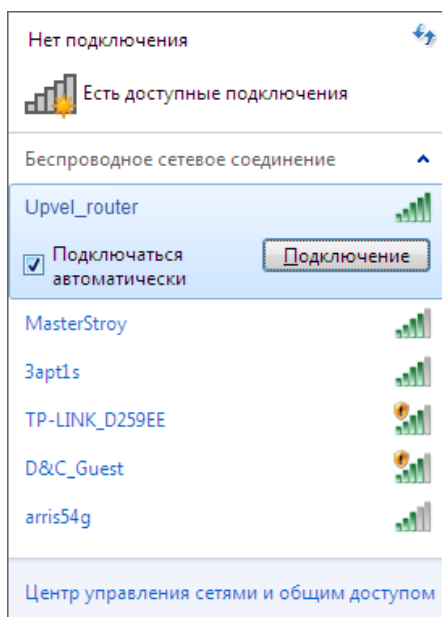 Нет подключения
Есть доступные подключения
Беспроводное сетевое соединение
Upvel_router
Подключаться
автоматически
Подключение
MasterStroy
3apt1s
TP-LINK_D259EE
D&C_Guest
arris54g
Центр управления сетями и общим доступом